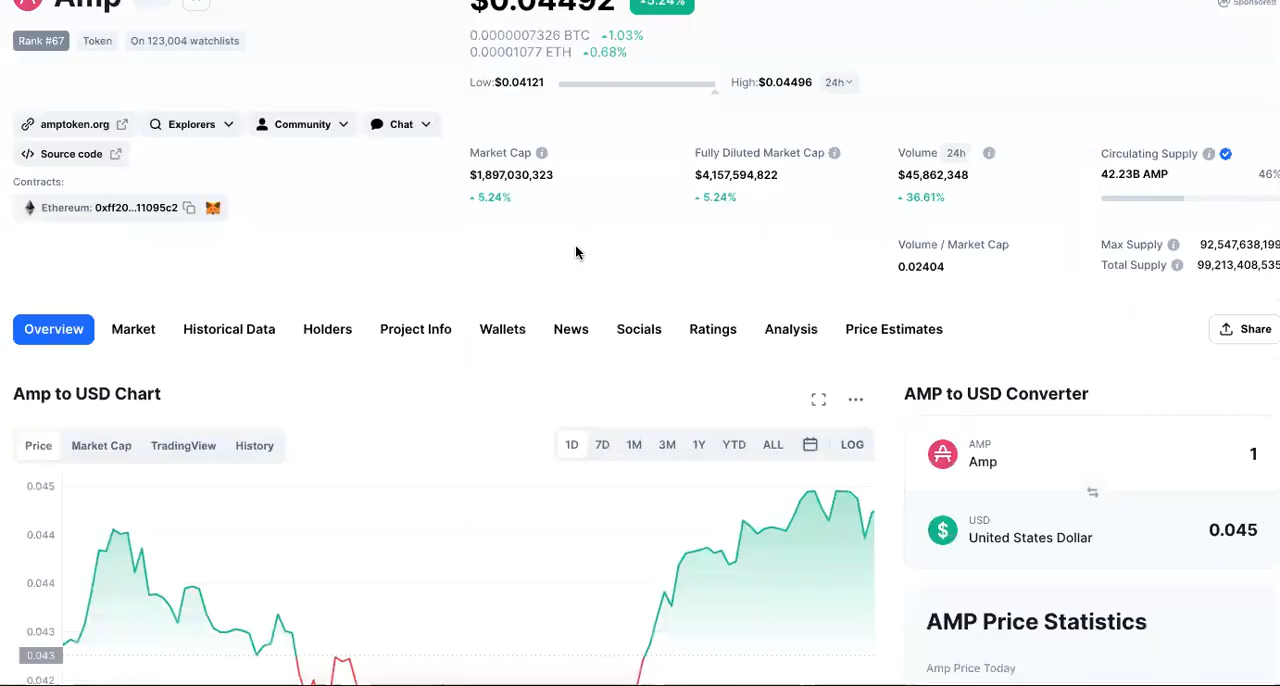 Amp
$0.04492 5.24%
Sponsored
Rank #67 Token On 123,004 watchlists
0.0000007326 BTC 1.03%
0.00001077 ETH 0.68%
Low:$0.04121 High:$0.04496 24h
amptoken.org Explorers Community Chat
Source code
Contracts:
Ethereum: 0xff20...11095c2
Market Cap
$1,897,030,323
5.24%
Fully Diluted Market Cap
$4,157,594,822
5.24%
Volume 24h
$45,862,348
36.61%
Volume / Market Cap
0.02404
Circulating Supply
42.23B AMP 46%
Max Supply 92,547,638,199
Total Supply 99,213,408,535
Overview Market Historical Data Holders Project Info Wallets News Socials Ratings Analysis Price Estimates Share
Amp to USD Chart
Price Market Cap TradingView History
1D 7D 1M 3M 1Y YTD ALL LOG
0.045
0.044
0.044
0.043
0.043
0.042
AMP to USD Converter
AMP
Amp 1
USD
United States Dollar 0.045
AMP Price Statistics
Amp Price Today